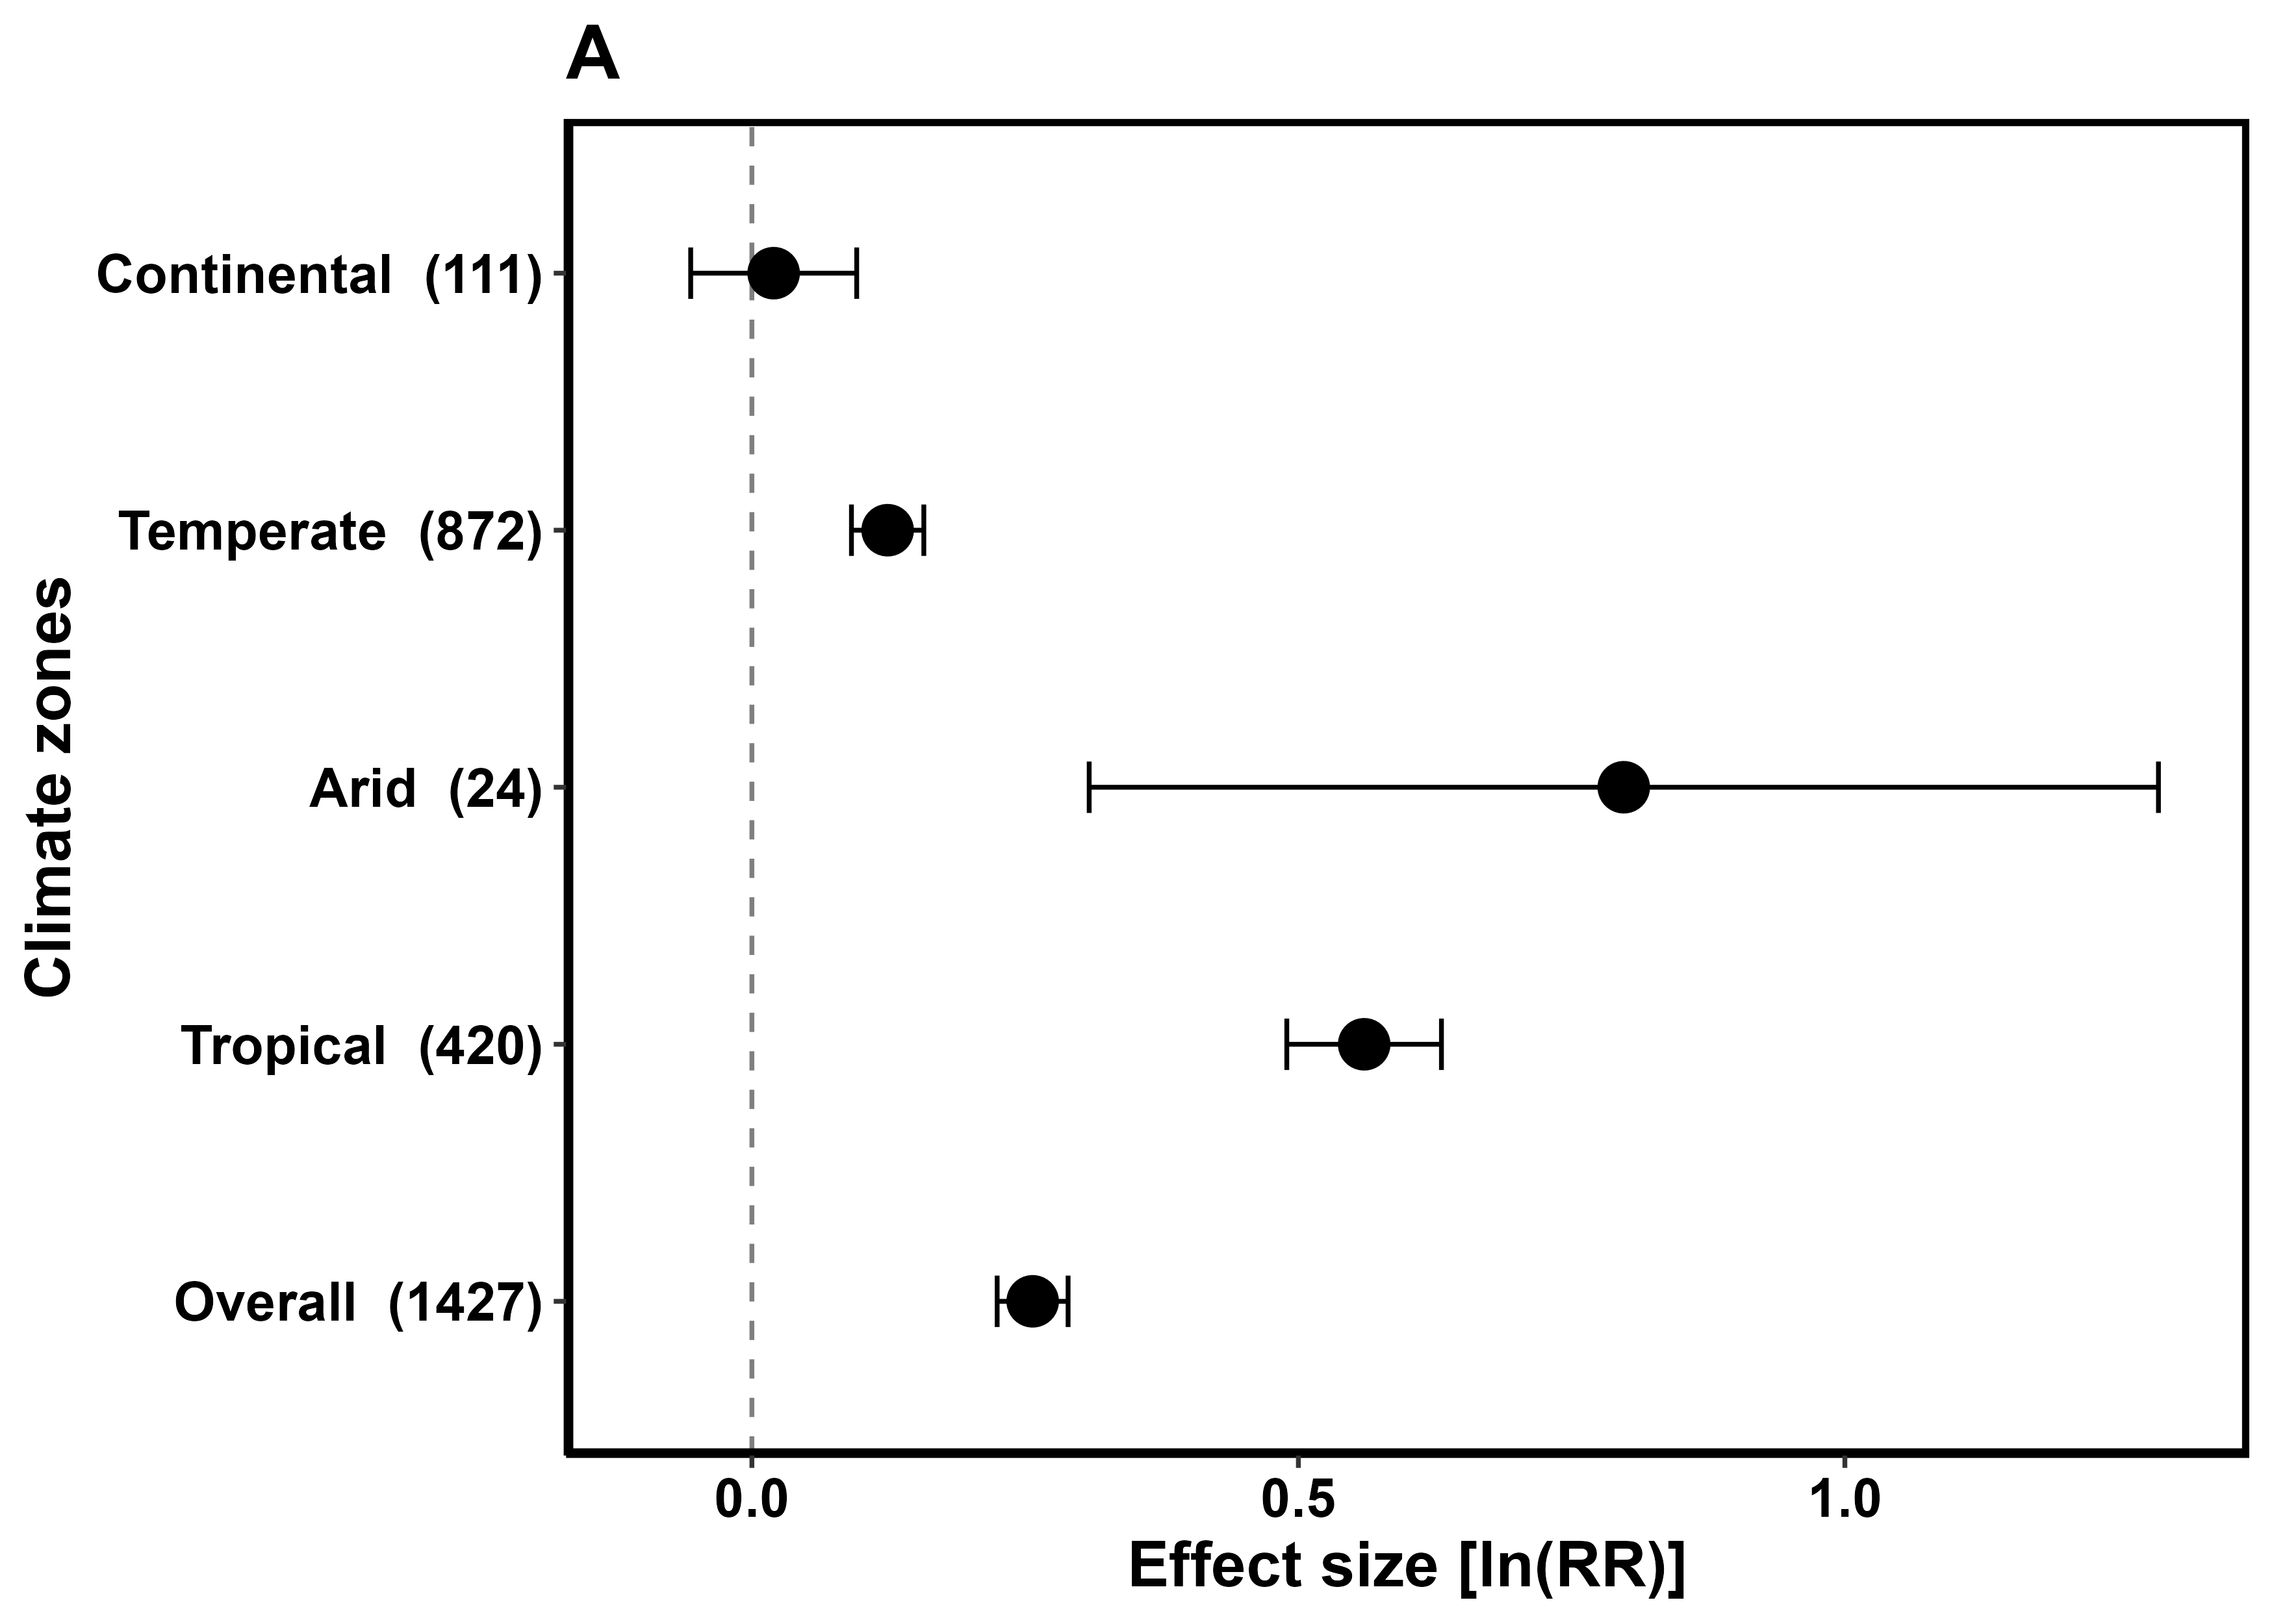 A
Climate zones
Continental (111)
Temperate (872)
Arid (24)
Tropical (420)
Overall (1427)
0.0 0.5 1.0
Effect size [ln(RR)]